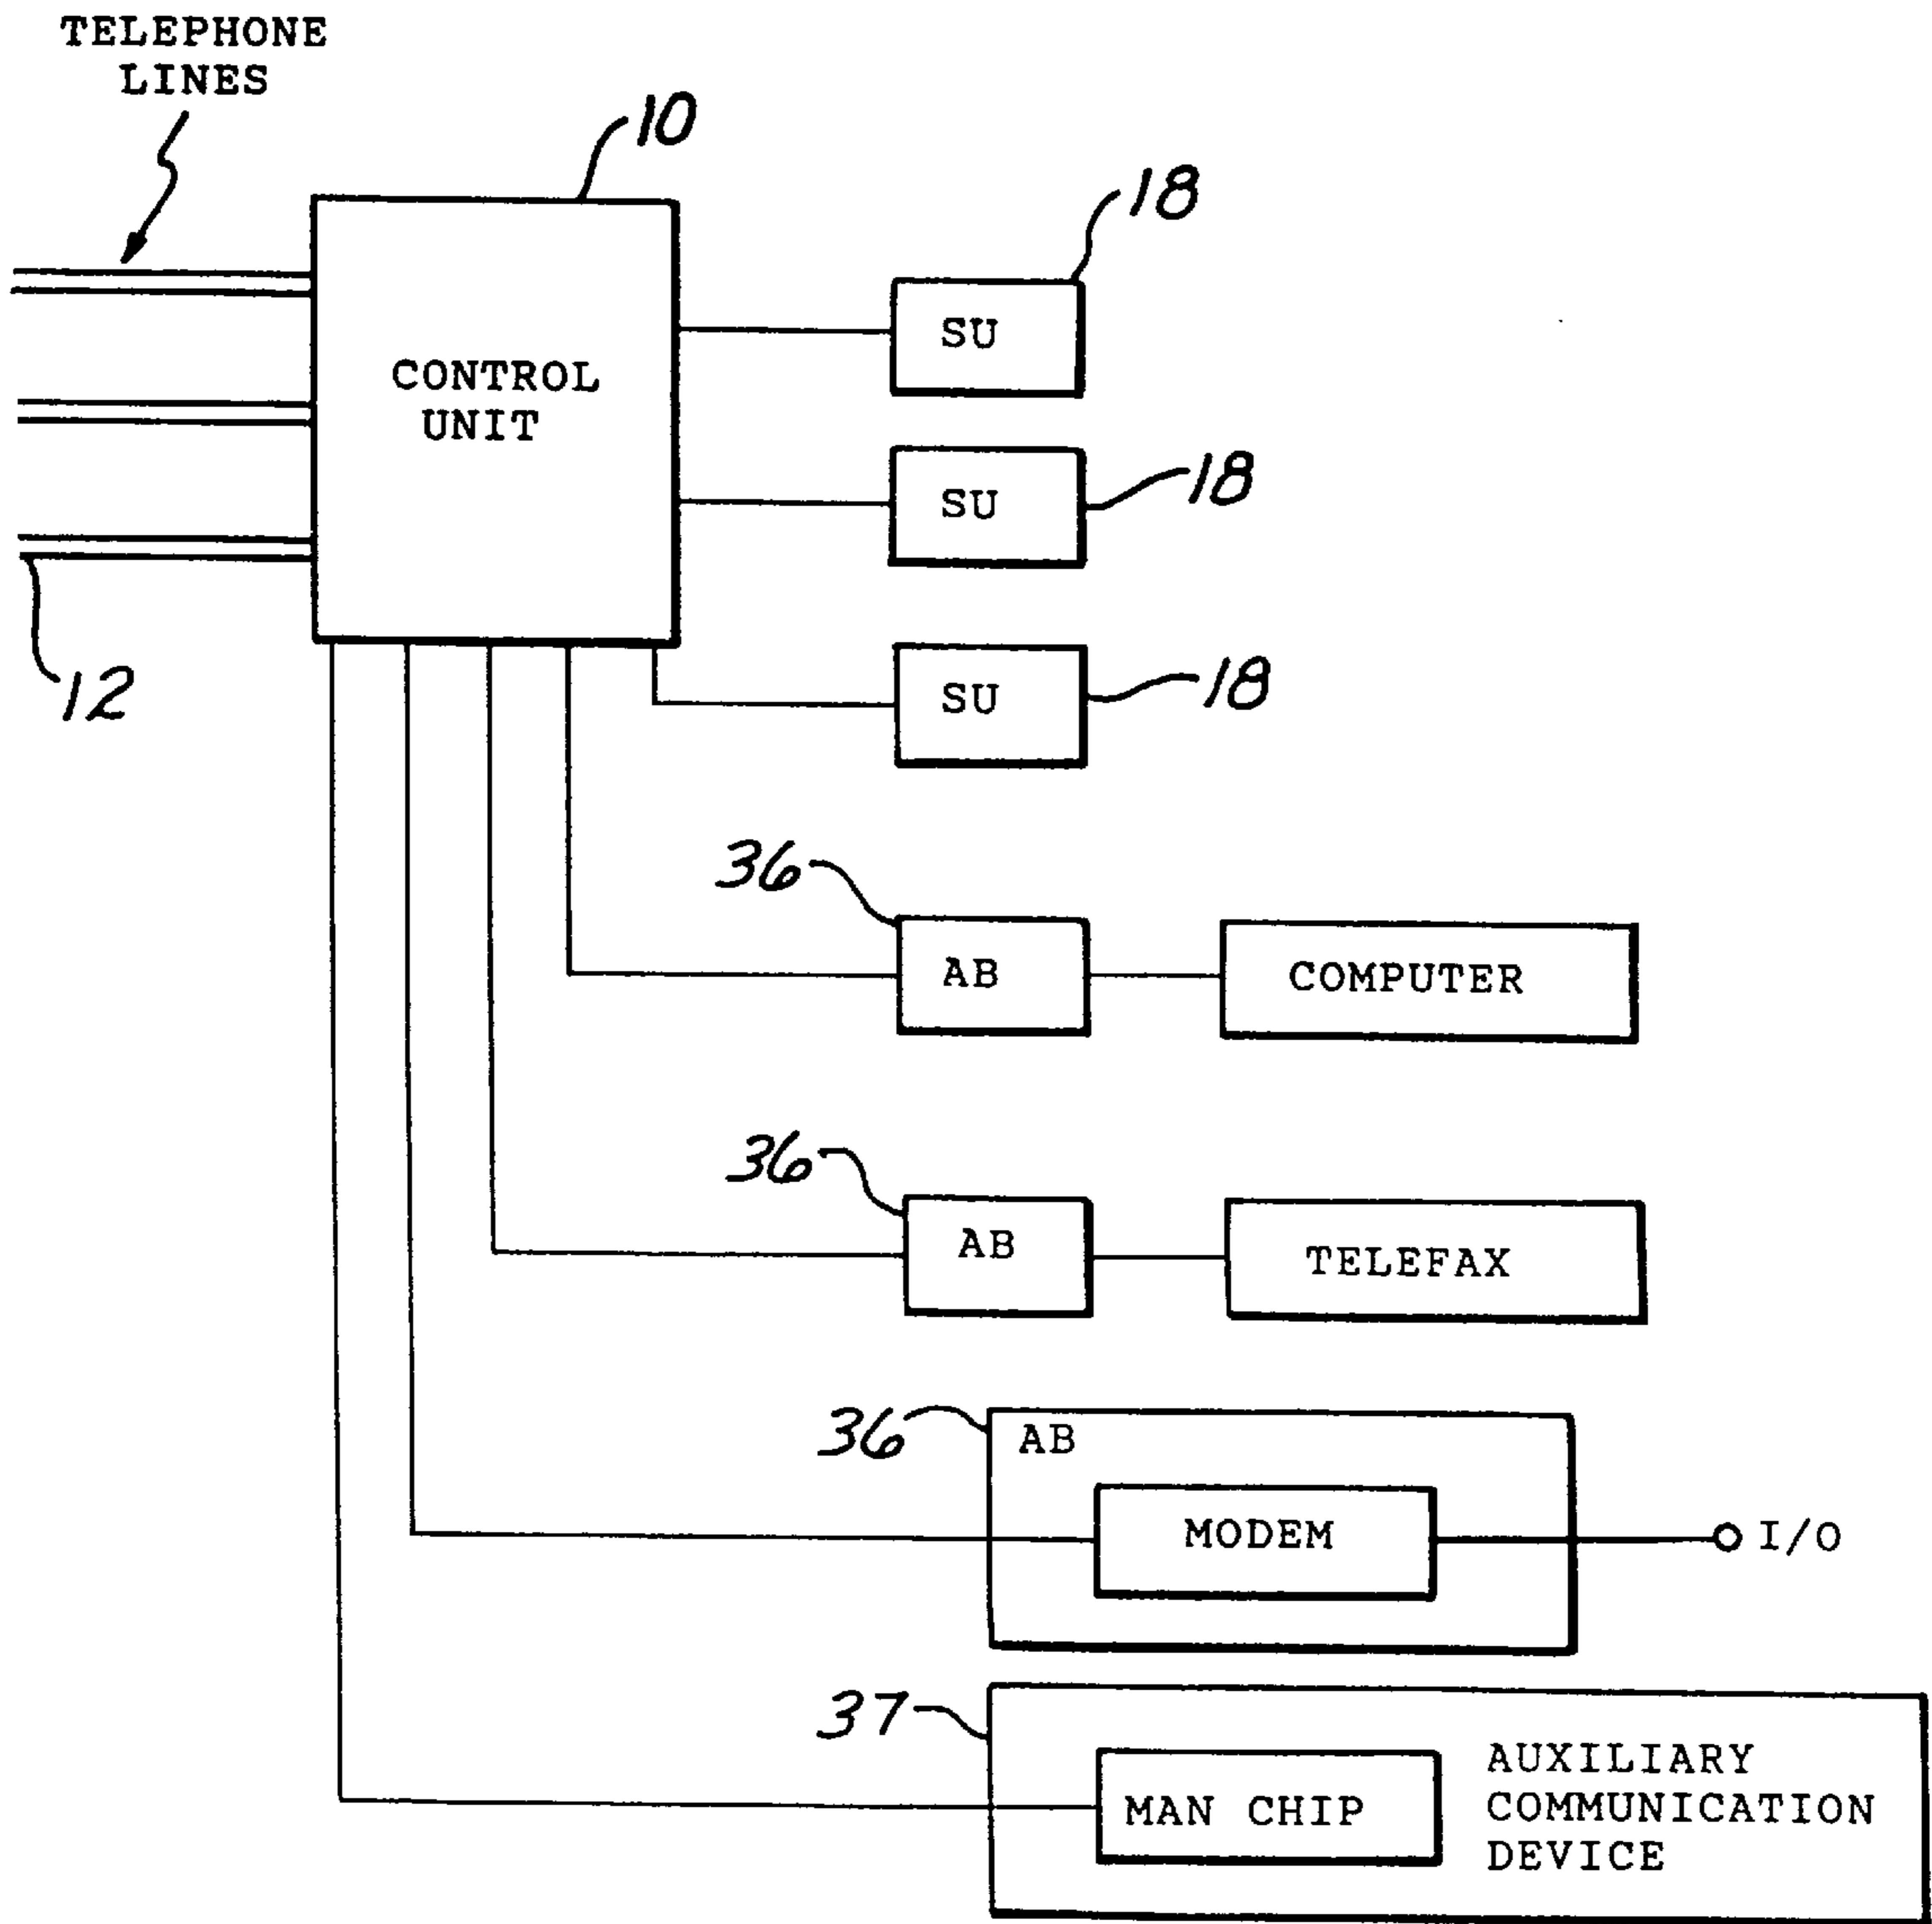 TELEPHONE
LINES
10
18
SU
CONTROL
UNIT
SU
18
12
SU
18
36
AB
COMPUTER
36
AB
TELEFAX
36
AB
MODEM
I/O
37
MAN CHIP
AUXILIARY
COMMUNICATION
DEVICE